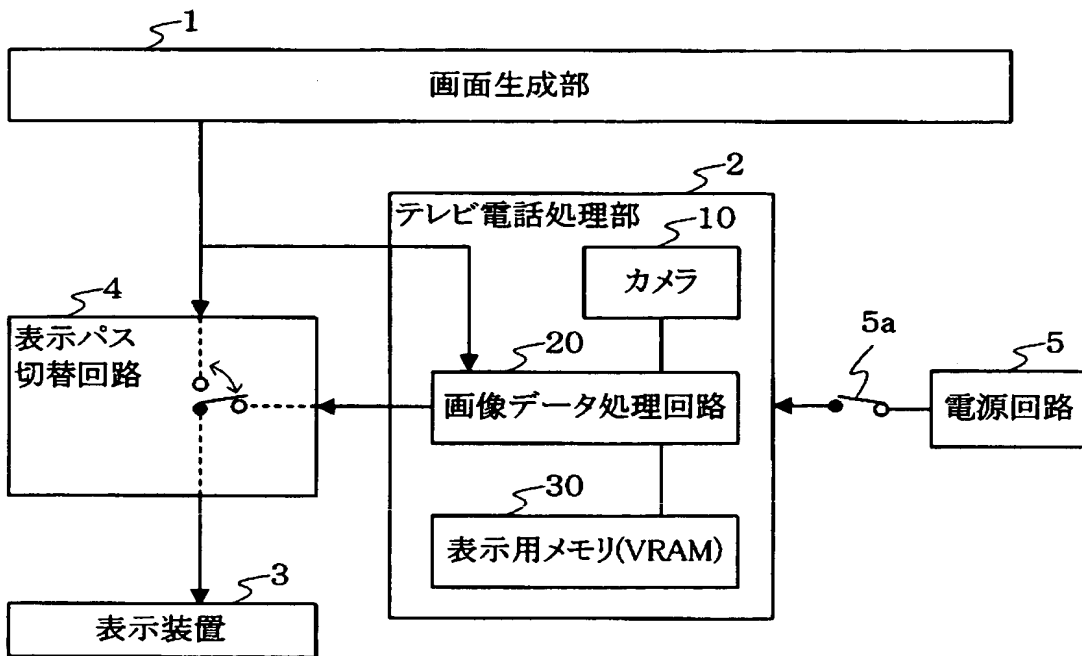 1
画面生成部
2
テレビ電話処理部
10
カメラ
4
表示パス
切替回路
20
画像データ処理回路
5a
5
電源回路
30
表示用メモリ(VRAM)
3
表示装置